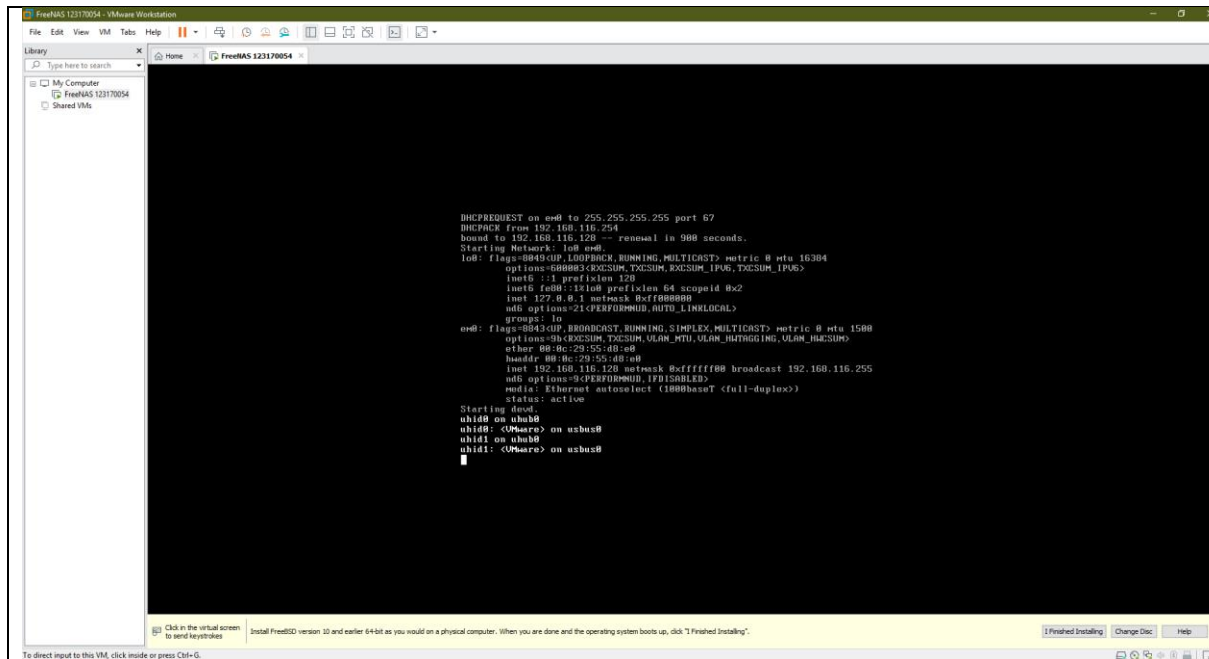 FreeNAS 123170054 - VMware Workstation
File Edit View VM Tabs Help
Library
Type here to search
My Computer
FreeNAS 123170054
Shared VMs
Home
FreeNAS 123170054
DHCPREQUEST on em0 to 255.255.255.255 port 67
DHCPACK from 192.168.116.254
bound to 192.168.116.128 -- renewal in 900 seconds.
Starting Network: lo0 em0.
lo0: flags=8049<UP,LOOPBACK,RUNNING,MULTICAST> metric 0 mtu 16384
options=600003<RXCSUM,TXCSUM,RXCSUM_IPV6,TXCSUM_IPV6>
inet6 ::1 prefixlen 128
inet6 fe80::1%lo0 prefixlen 64 scopeid 0x2
inet 127.0.0.1 netmask 0xff000000
nd6 options=21<PERFORMNUD,AUTO_LINKLOCAL>
groups: lo
em0: flags=8843<UP,BROADCAST,RUNNING,SIMPLEX,MULTICAST> metric 0 mtu 1500
options=9b<RXCSUM,TXCSUM,VLAN_MTU,VLAN_HWTAGGING,VLAN_HWCSUM>
ether 00:0c:29:55:d8:e0
hwaddr 00:0c:29:55:d8:e0
inet 192.168.116.128 netmask 0xffffff00 broadcast 192.168.116.255
nd6 options=9<PERFORMNUD,IFDISABLED>
media: Ethernet autoselect (1000baseT <full-duplex>)
status: active
Starting devd.
uhid0 on uhub0
uhid0: <VMware> on usbus0
uhid1 on uhub0
uhid1: <VMware> on usbus0
Click in the virtual screen
to send keystrokes
Install FreeBSD version 10 and earlier 64-bit as you would on a physical computer. When you are done and the operating system boots up, click "I Finished Installing".
I Finished Installing
Change Disc
Help
To direct input to this VM, click inside or press Ctrl+G.